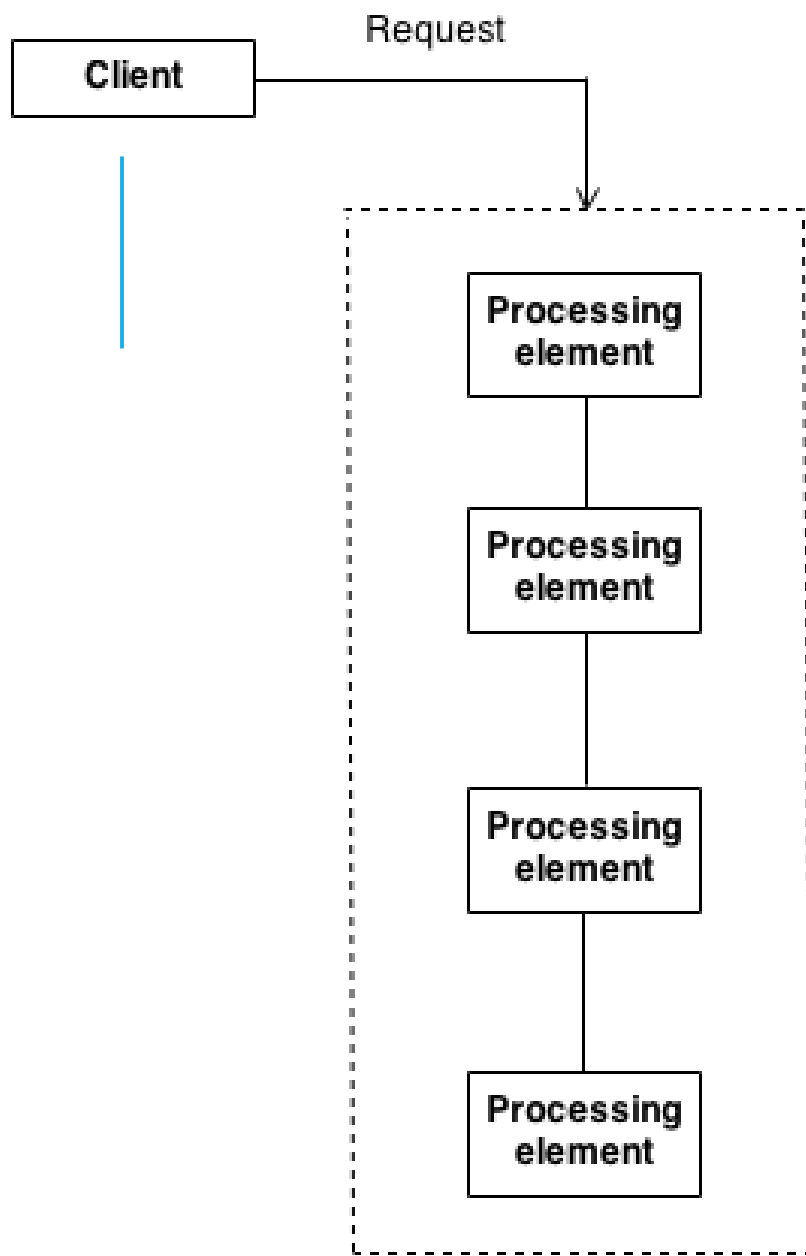 Request
Client
Processing
element
Processing
element
Processing
element
Processing
element